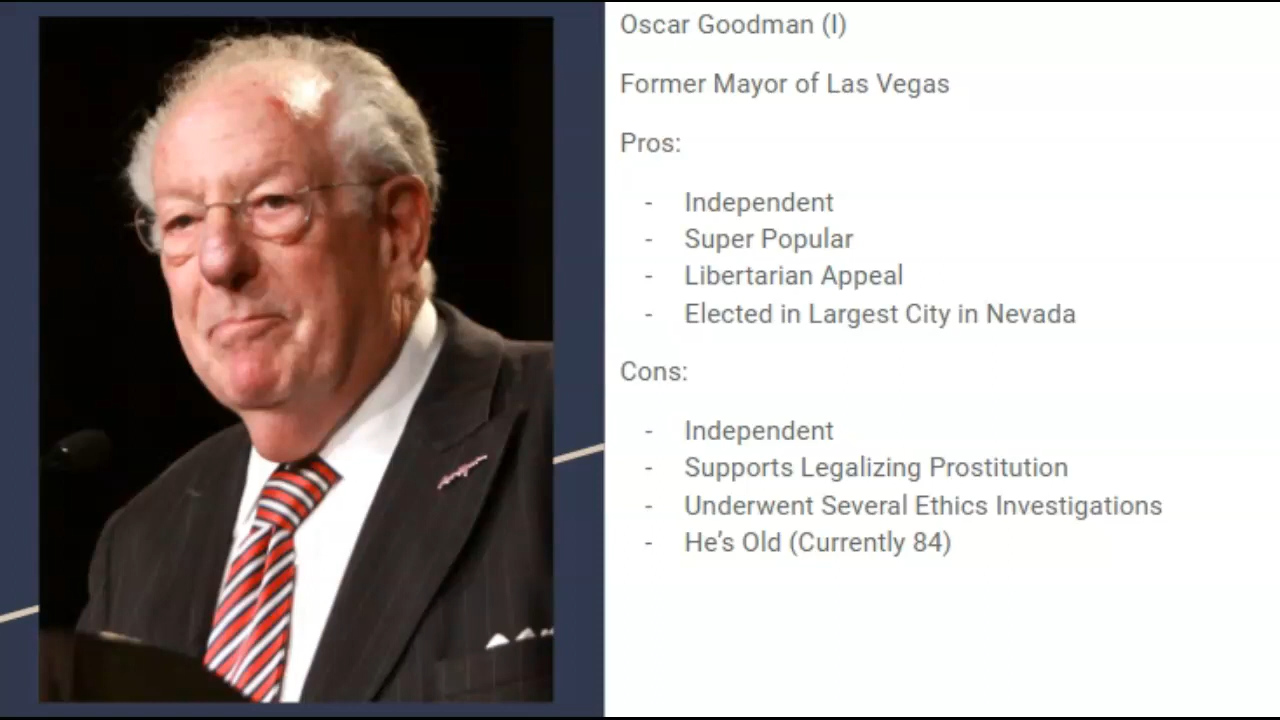 Oscar Goodman (I)
Former Mayor of Las Vegas
Pros:
- Independent
- Super Popular
- Libertarian Appeal
- Elected in Largest City in Nevada
Cons:
- Independent
- Supports Legalizing Prostitution
- Underwent Several Ethics Investigations
- He's Old (Currently 84)